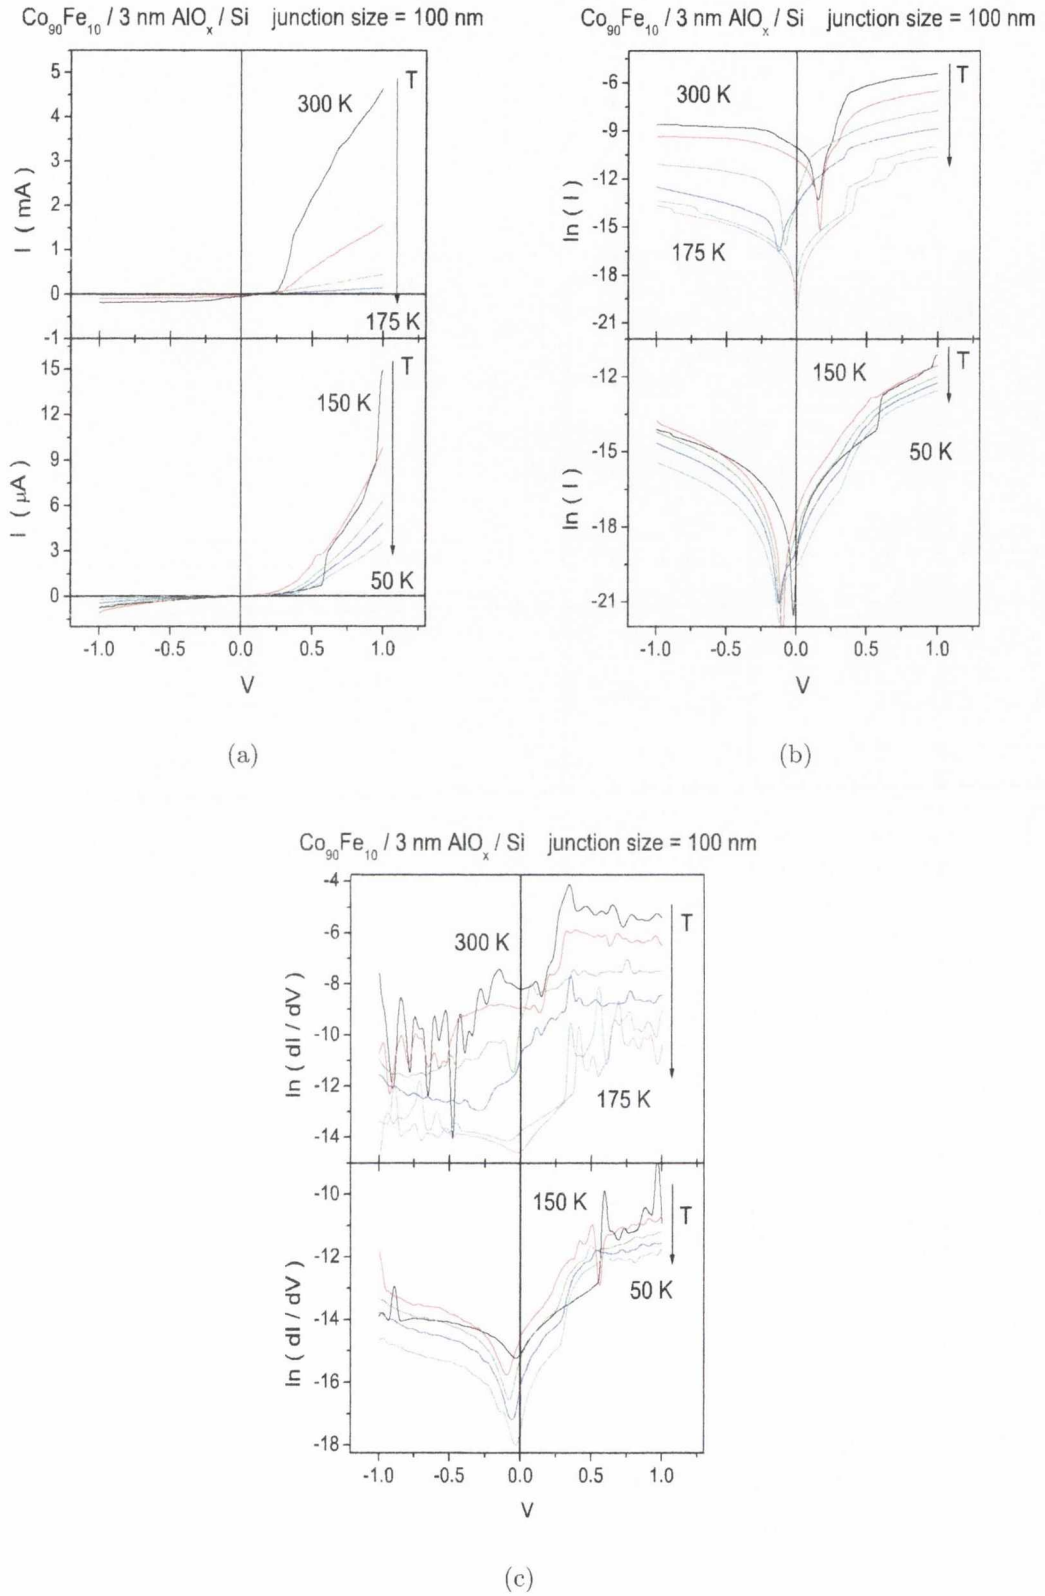 Co90Fe10 / 3 nm AlOx / Si junction size = 100 nm
I ( mA )
5
4
3
2
1
0
-1
300 K
T
175 K
I ( µA )
15
12
9
6
3
0
150 K
T
50 K
-1.0 -0.5 0.0 0.5 1.0
V
(a)
Co90Fe10 / 3 nm AlOx / Si junction size = 100 nm
ln ( I )
-6
-9
-12
-15
-18
-21
300 K
T
175 K
ln ( I )
-12
-15
-18
-21
150 K
T
50 K
-1.0 -0.5 0.0 0.5 1.0
V
(b)
Co90Fe10 / 3 nm AlOx / Si junction size = 100 nm
ln ( dI / dV )
-4
-6
-8
-10
-12
-14
300 K
T
175 K
ln ( dI / dV )
-10
-12
-14
-16
-18
150 K
T
50 K
-1.0 -0.5 0.0 0.5 1.0
V
(c)